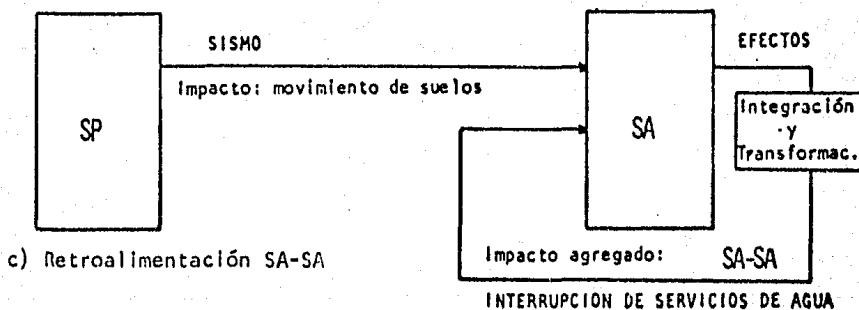 SISMO
Impacto: movimiento de suelos
SP
EFECTOS
SA
Integración
y
Transformac.
c) Retroalimentación SA-SA
Impacto agregado: SA-SA
INTERRUPCION DE SERVICIOS DE AGUA